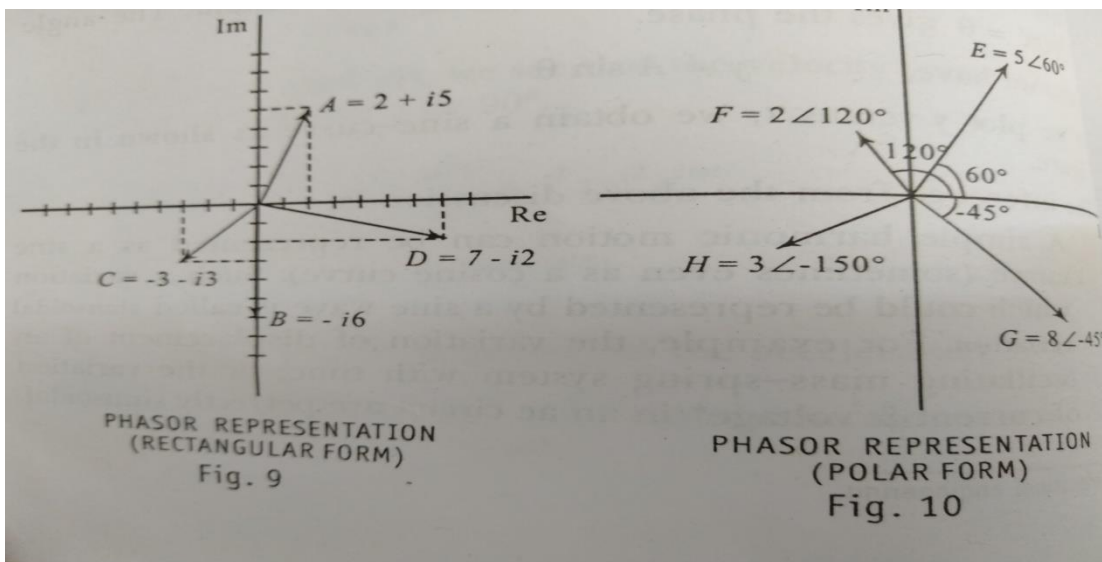 Im
A = 2 + i5
Re
D = 7 - i2
C = -3 - i3
B = - i6
PHASOR REPRESENTATION
(RECTANGULAR FORM)
Fig. 9
E = 5∠60°
F = 2∠120°
120°
60°
-45°
H = 3∠-150°
G = 8∠-45
PHASOR REPRESENTATION
(POLAR FORM)
Fig. 10